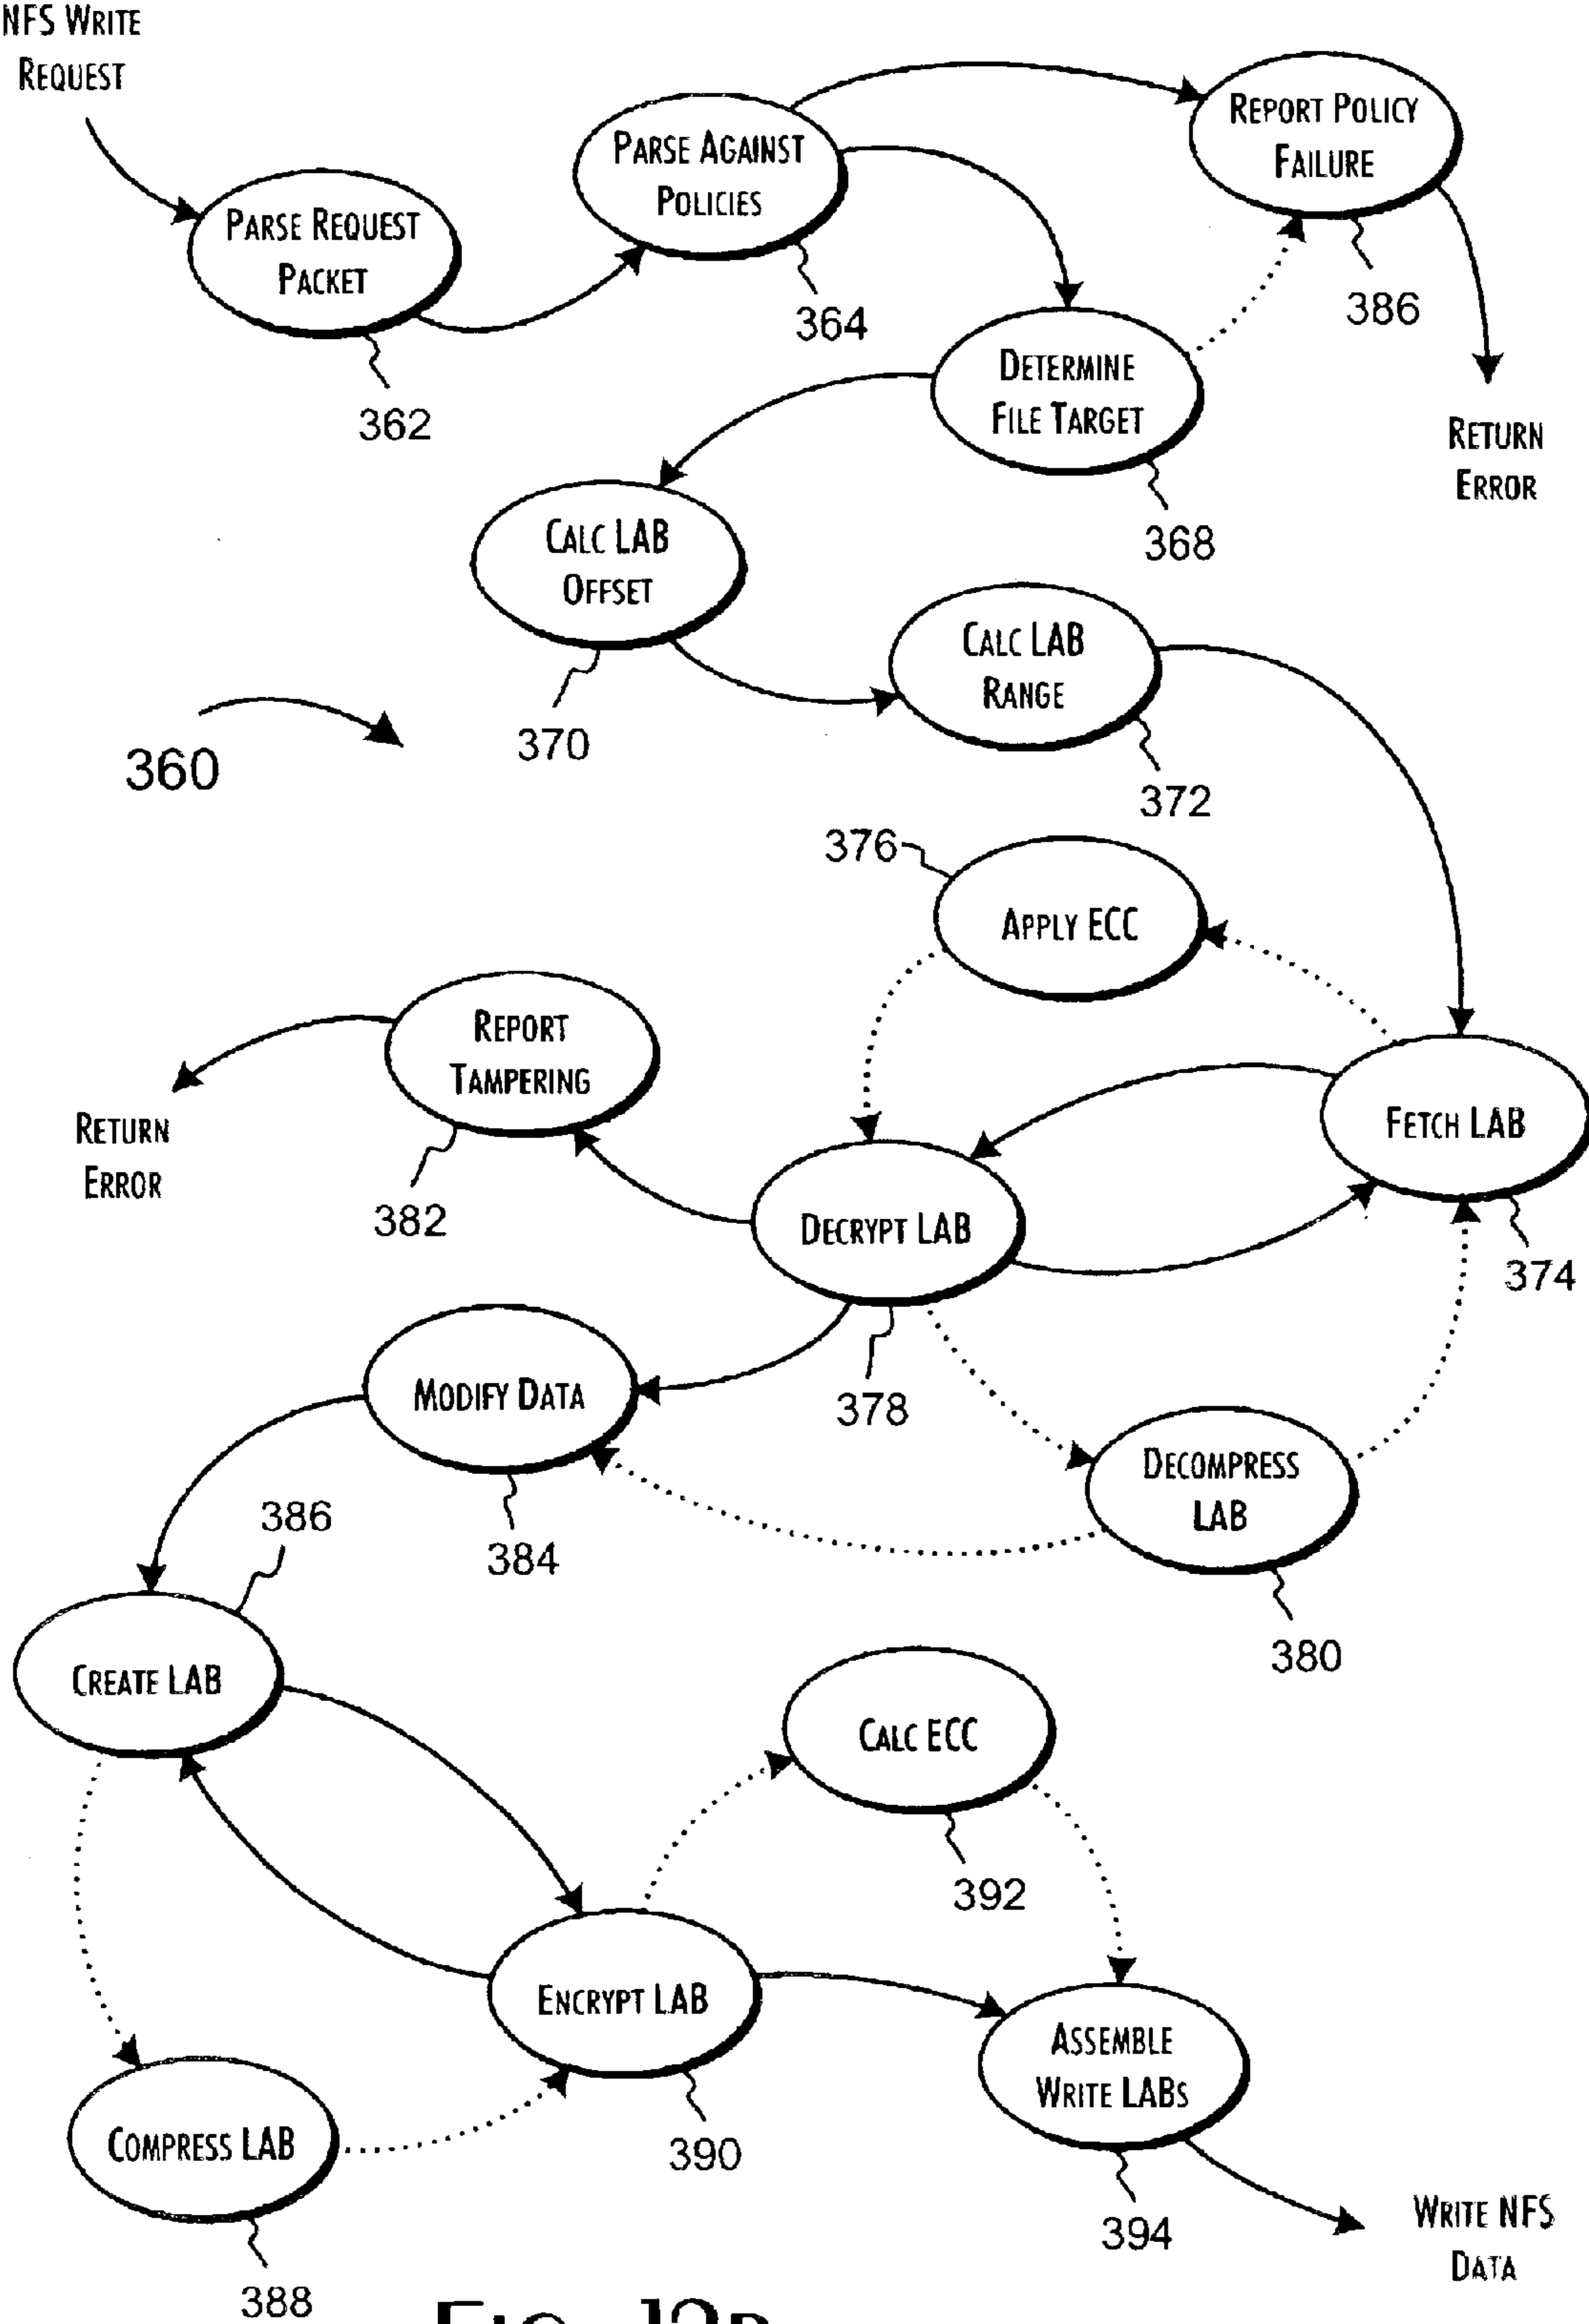 NFS WRITE
REQUEST
PARSE REQUEST
PACKET
362
PARSE AGAINST
POLICIES
364
REPORT POLICY
FAILURE
386
RETURN
ERROR
DETERMINE
FILE TARGET
368
CALC LAB
OFFSET
370
CALC LAB
RANGE
372
360
376
APPLY ECC
REPORT
TAMPERING
382
RETURN
ERROR
FETCH LAB
374
DECRYPT LAB
378
MODIFY DATA
384
DECOMPRESS
LAB
380
386
CREATE LAB
CALC ECC
392
ENCRYPT LAB
390
ASSEMBLE
WRITE LABS
394
COMPRESS LAB
388
WRITE NFS
DATA
FIG. 12B